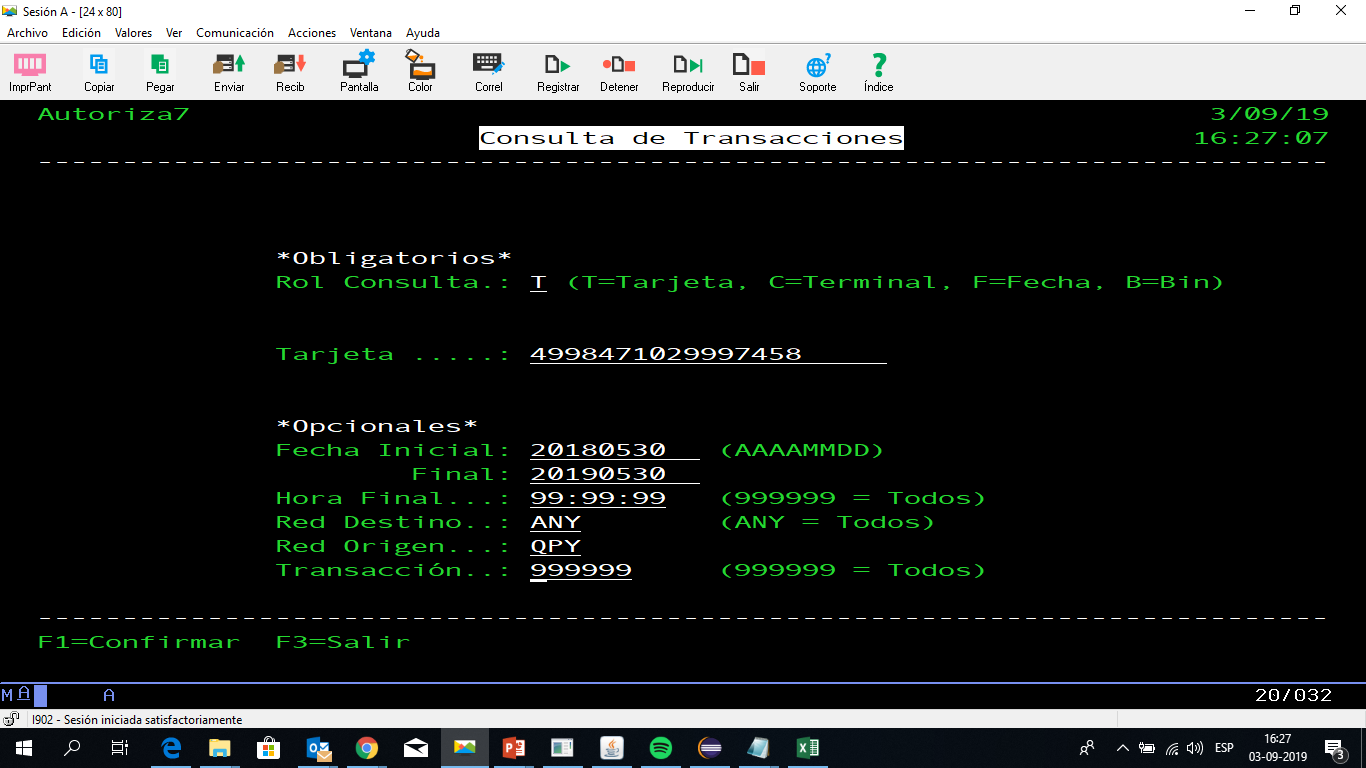 Sesión A - [24 x 80]
Archivo Edición Valores Ver Comunicación Acciones Ventana Ayuda
ImprPant Copiar Pegar Enviar Recib Pantalla Color Correl Registrar Detener Reproducir Salir Soporte Índice
Autoriza7 3/09/19
Consulta de Transacciones 16:27:07
*Obligatorios*
Rol Consulta.: T (T=Tarjeta, C=Terminal, F=Fecha, B=Bin)
Tarjeta .....: 4998471029997458
*Opcionales*
Fecha Inicial: 20180530 (AAAAMMDD)
Final: 20190530
Hora Final...: 99:99:99 (999999 = Todos)
Red Destino..: ANY (ANY = Todos)
Red Origen...: QPY
Transacción..: 999999 (999999 = Todos)
F1=Confirmar F3=Salir
MA A 20/032
I902 - Sesión iniciada satisfactoriamente
ESP 16:27
03-09-2019 3